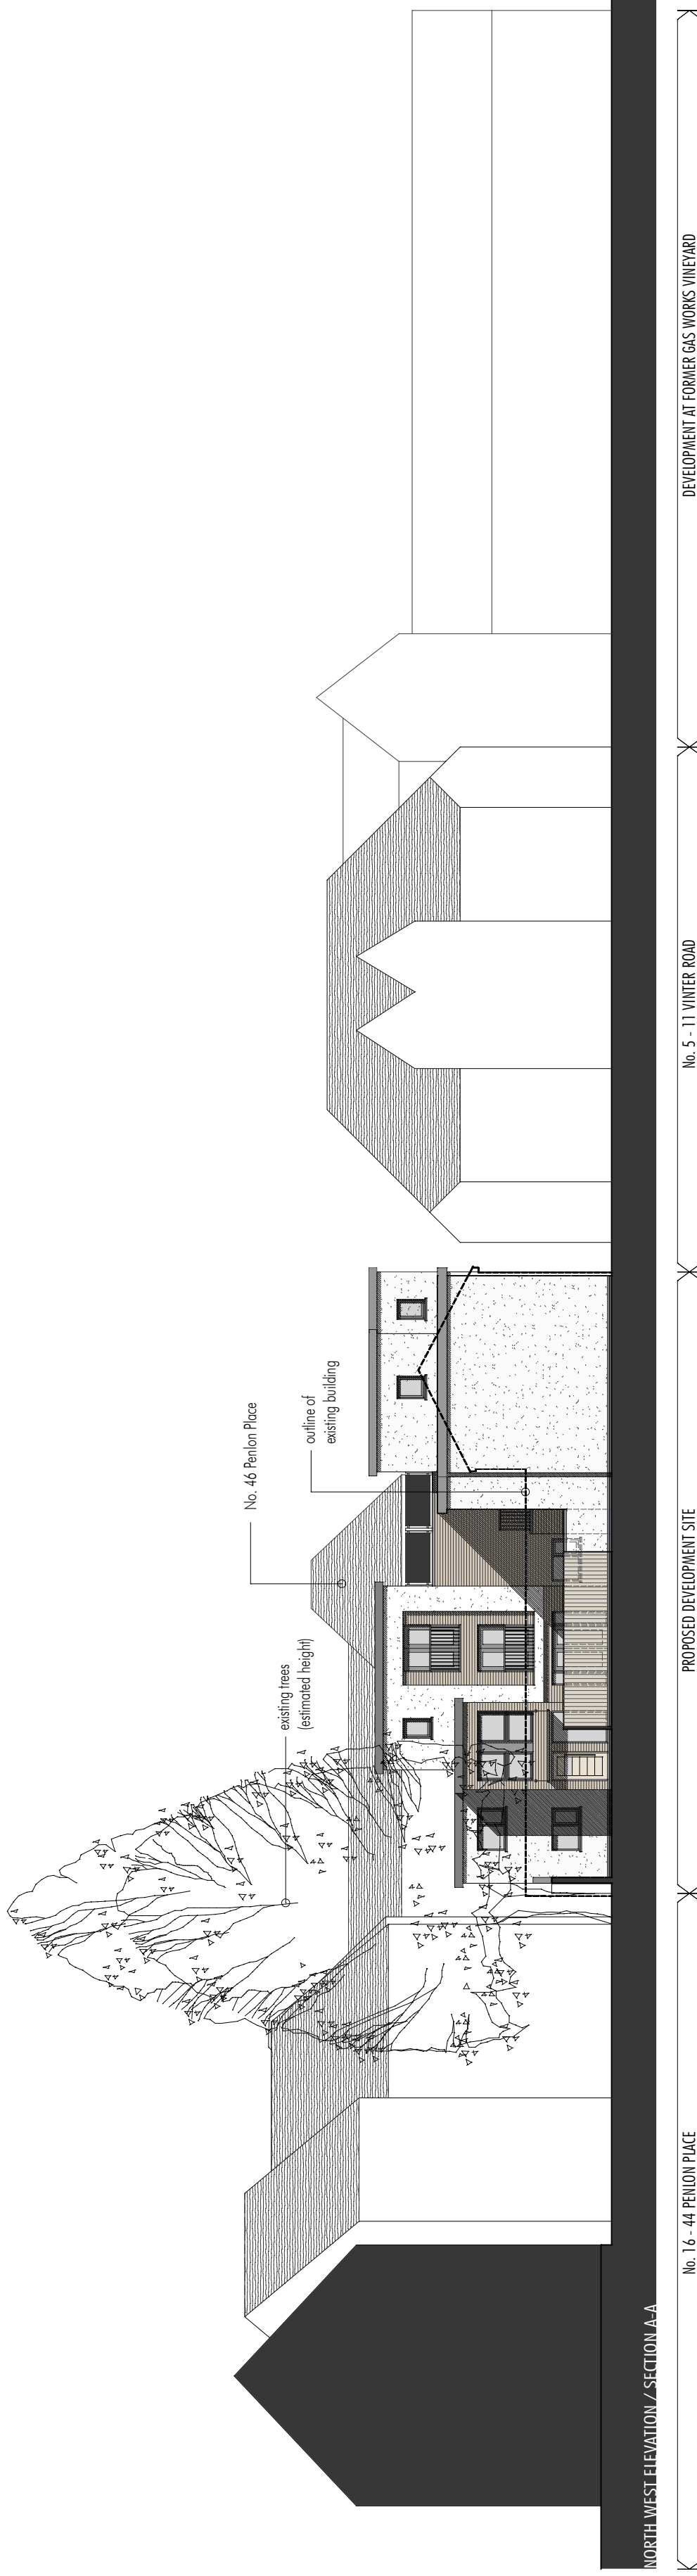 No. 46 Penlon Place
outline of
existing building
existing trees
(estimated height)
NORTH WEST ELEVATION / SECTION A-A
No. 16 - 44 PENLON PLACE
PROPOSED DEVELOPMENT SITE
No. 5 - 11 VINTER ROAD
DEVELOPMENT AT FORMER GAS WORKS VINEYARD